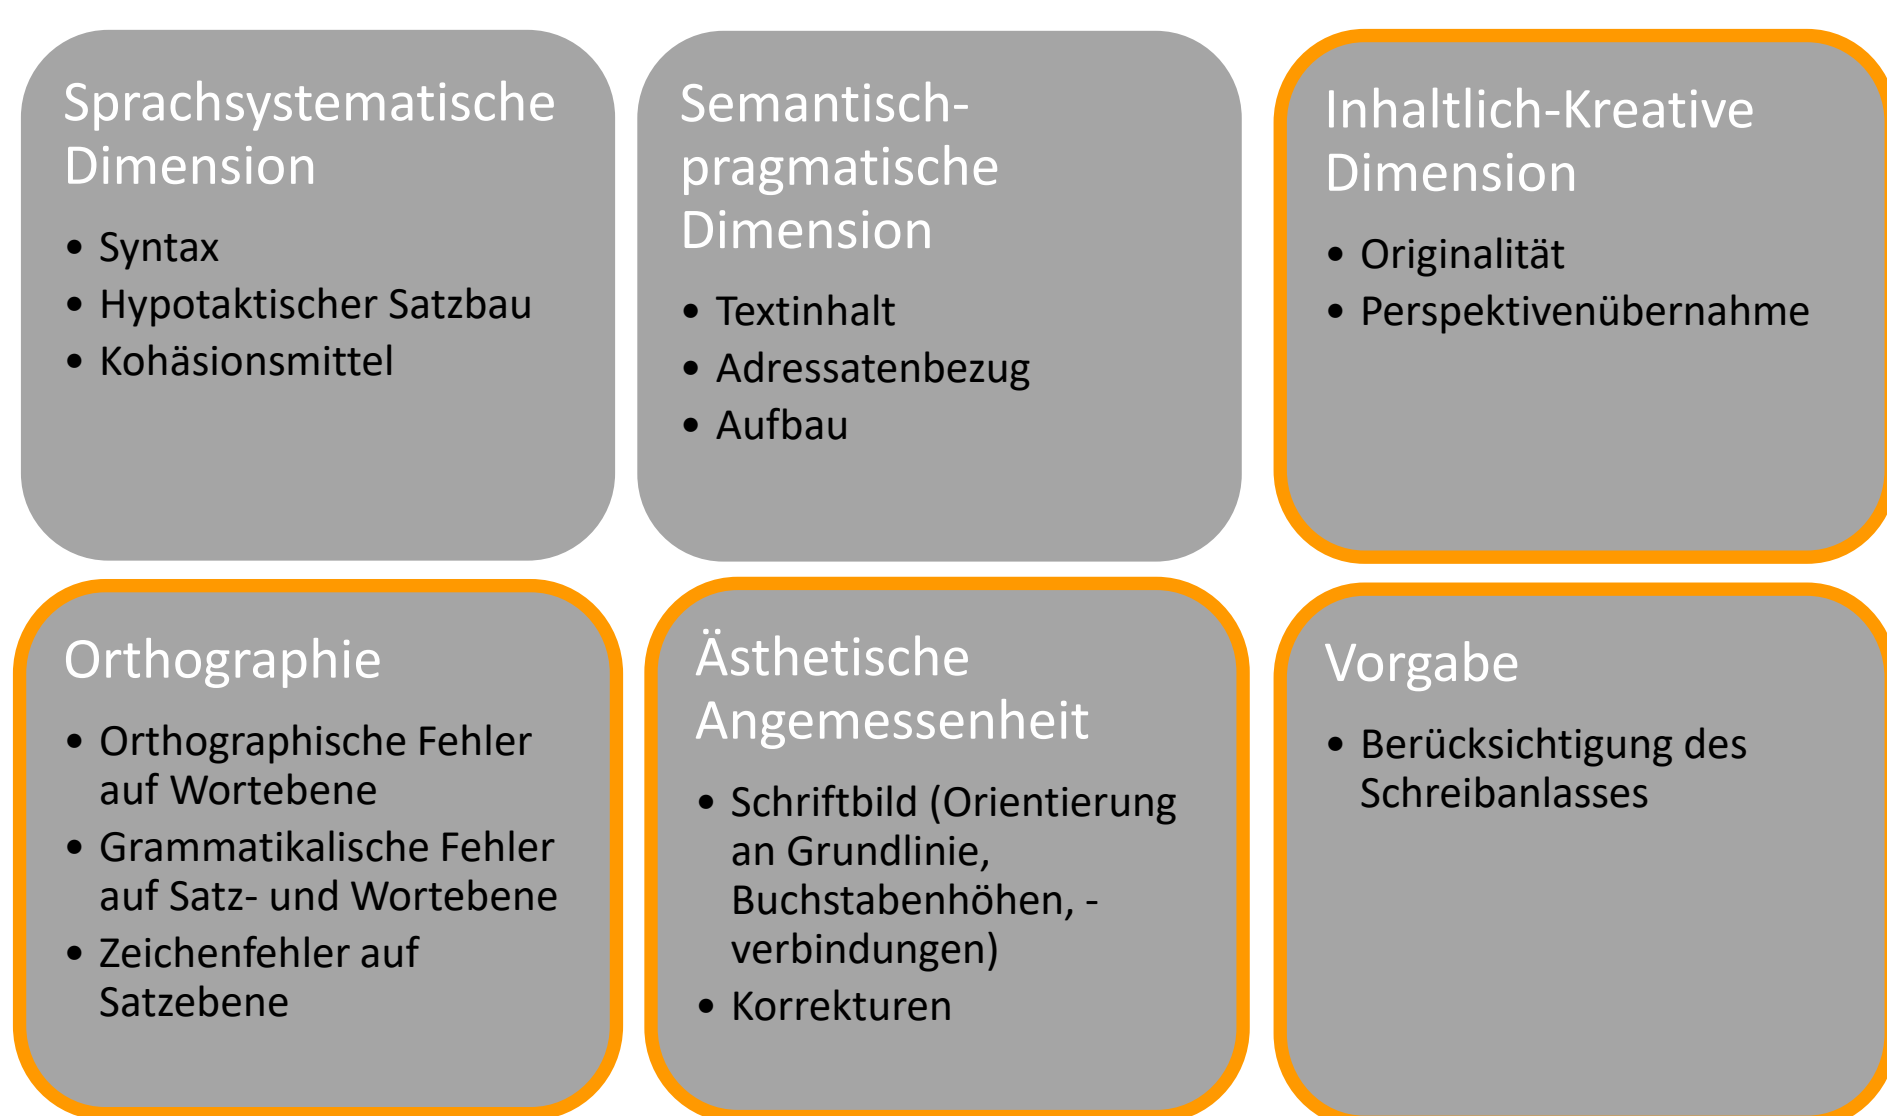 Sprachsystematische
Dimension
• Syntax
• Hypotaktischer Satzbau
• Kohäsionsmittel
Semantisch-
pragmatische
Dimension
• Textinhalt
• Adressatenbezug
• Aufbau
Inhaltlich-Kreative
Dimension
• Originalität
• Perspektivenübernahme
Orthographie
• Orthographische Fehler
auf Wortebene
• Grammatikalische Fehler
auf Satz- und Wortebene
• Zeichenfehler auf
Satzebene
Ästhetische
Angemessenheit
• Schriftbild (Orientierung
an Grundlinie,
Buchstabenhöhen, -
verbindungen)
• Korrekturen
Vorgabe
• Berücksichtigung des
Schreibanlasses